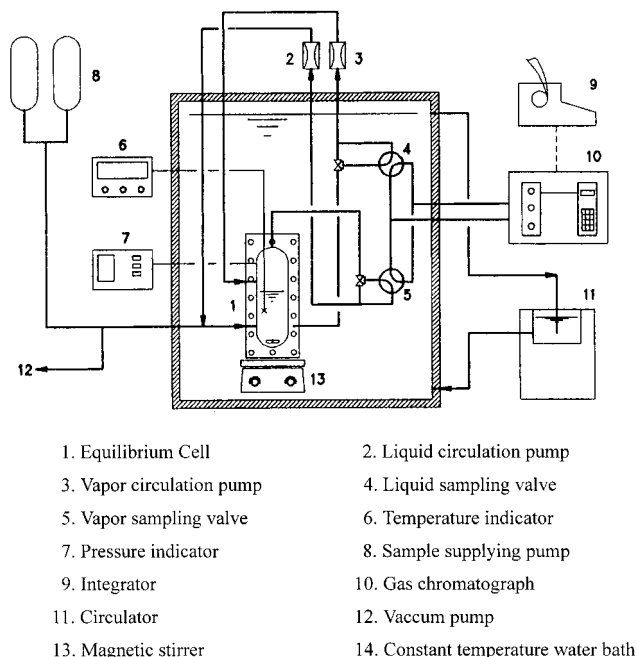 2
3
8
9
4
6
10
7
5
1
11
12
13
1. Equilibrium Cell
2. Liquid circulation pump
3. Vapor circulation pump
4. Liquid sampling valve
5. Vapor sampling valve
6. Temperature indicator
7. Pressure indicator
8. Sample supplying pump
9. Integrator
10. Gas chromatograph
11. Circulator
12. Vaccum pump
13. Magnetic stirrer
14. Constant temperature water bath